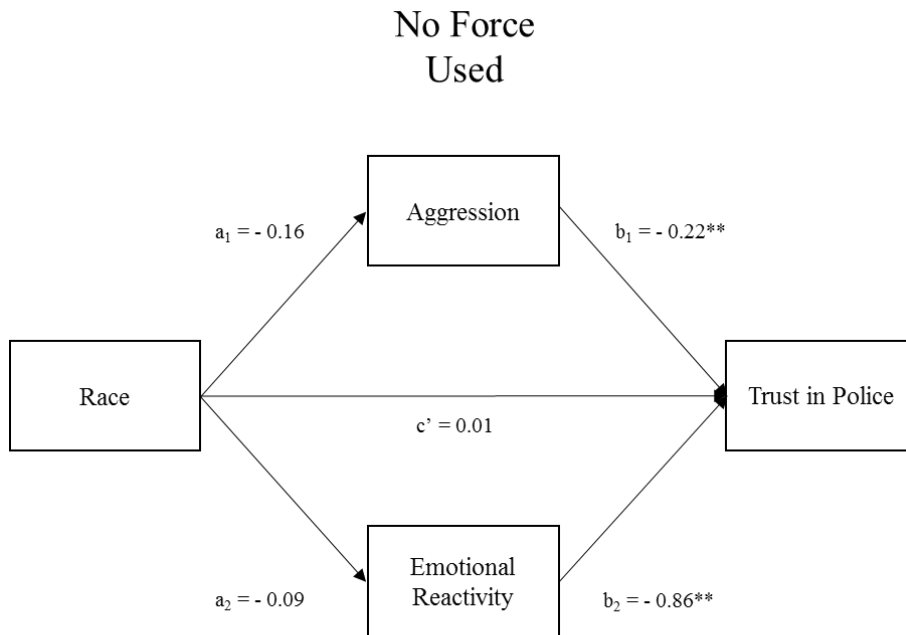 No Force
Used
Aggression
a₁ = - 0.16
b₁ = - 0.22**
Race
Trust in Police
c’ = 0.01
Emotional
Reactivity
a₂ = - 0.09
b₂ = - 0.86**